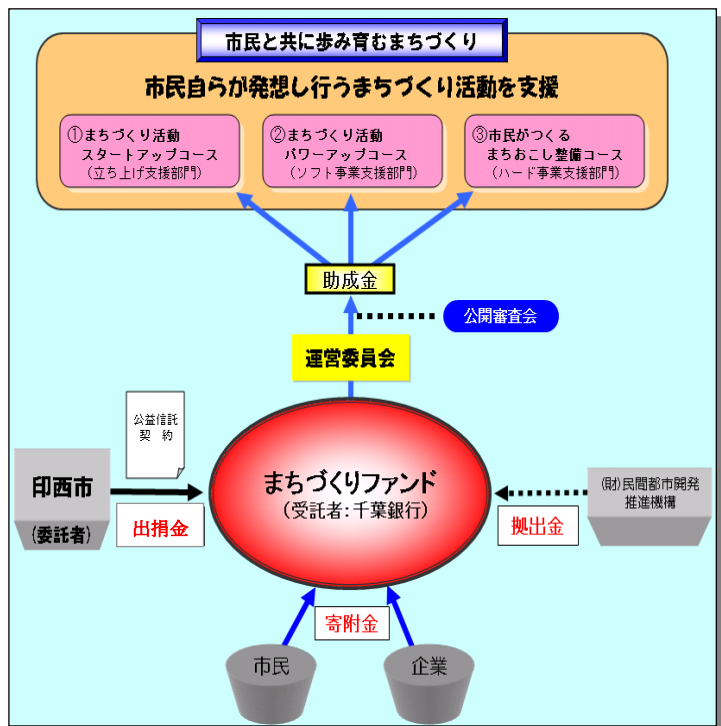 市民と共に歩み育むまちづくり
市民自らが発想し行うまちづくり活動を支援
①まちづくり活動
スタートアップコース
(立ち上げ支援部門)
②まちづくり活動
パワーアップコース
(ソフト事業支援部門)
③市民がつくる
まちおこし整備コース
(ハード事業支援部門)
助成金
公開審査会
運営委員会
公益信託
契 約
印西市
(委託者)
出捐金
まちづくりファンド
(受託者:千葉銀行)
拠出金
(財)民間都市開発
推進機構
寄附金
市民
企業